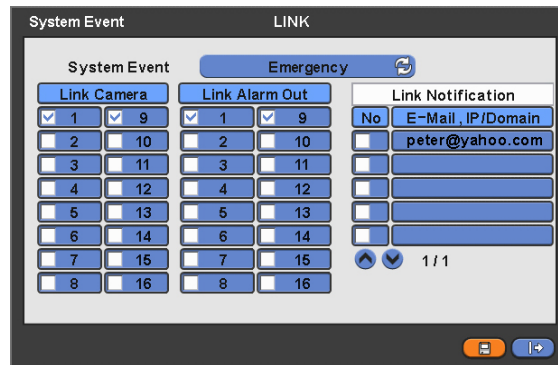 System Event LINK
System Event Emergency
Link Camera Link Alarm Out Link Notification
1 9 1 9 No E-Mail , IP/Domain
2 10 2 10 peter@yahoo.com
3 11 3 11
4 12 4 12
5 13 5 13
6 14 6 14
7 15 7 15 1 / 1
8 16 8 16